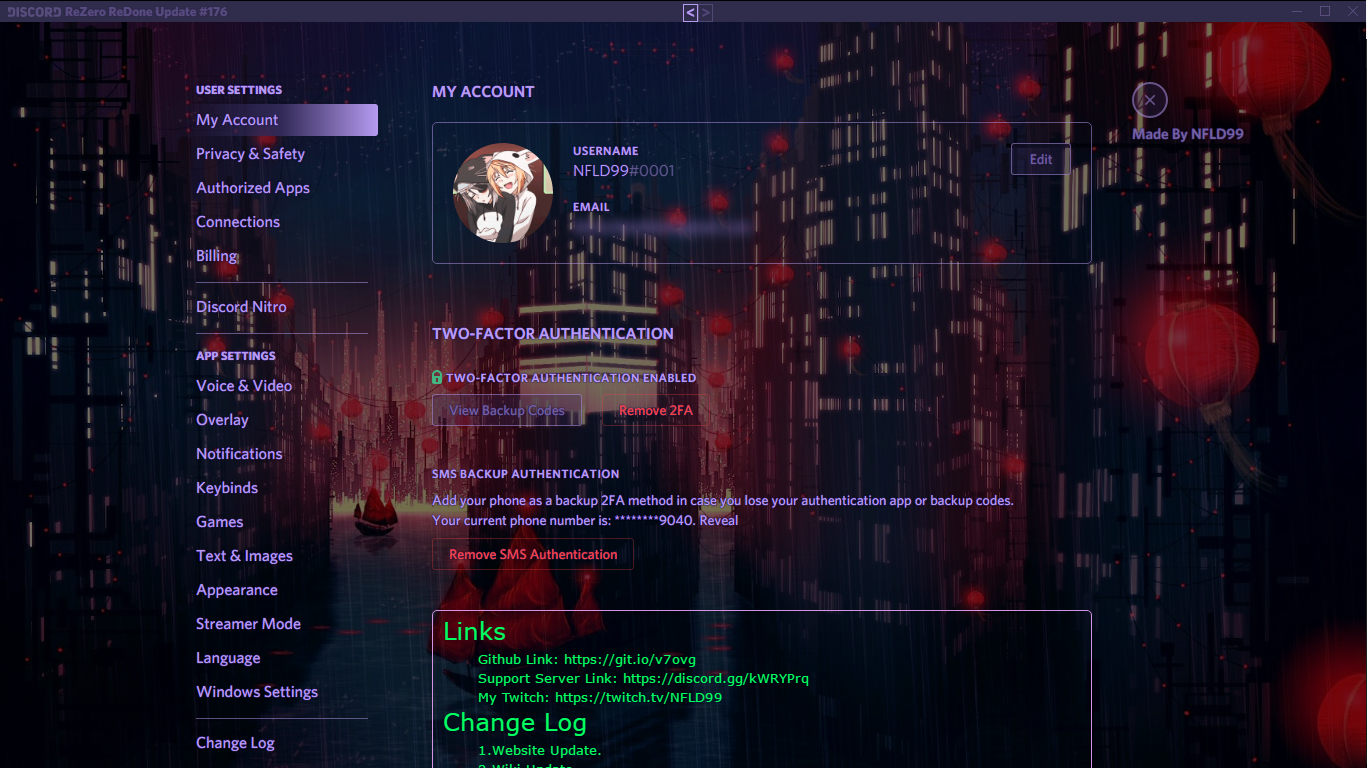 DISCORD ReZero ReDone Update #176
< >
USER SETTINGS
My Account
Privacy & Safety
Authorized Apps
Connections
Billing
Discord Nitro
APP SETTINGS
Voice & Video
Overlay
Notifications
Keybinds
Games
Text & Images
Appearance
Streamer Mode
Language
Windows Settings
Change Log
MY ACCOUNT
USERNAME
NFLD99#0001
Edit
EMAIL
Made By NFLD99
TWO-FACTOR AUTHENTICATION
TWO-FACTOR AUTHENTICATION ENABLED
View Backup Codes Remove 2FA
SMS BACKUP AUTHENTICATION
Add your phone as a backup 2FA method in case you lose your authentication app or backup codes.
Your current phone number is: ********9040. Reveal
Remove SMS Authentication
Links
Github Link: https://git.io/v7ovg
Support Server Link: https://discord.gg/kWRYPrq
My Twitch: https://twitch.tv/NFLD99
Change Log
1.Website Update.
2.Wiki Update.